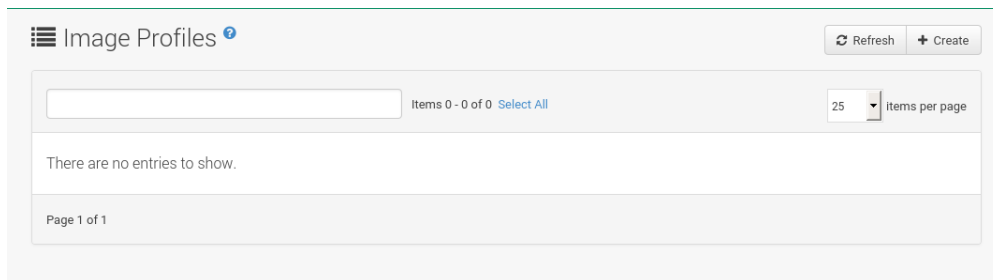 Image Profiles ?
Refresh Create
Items 0 - 0 of 0 Select All 25 items per page
There are no entries to show.
Page 1 of 1